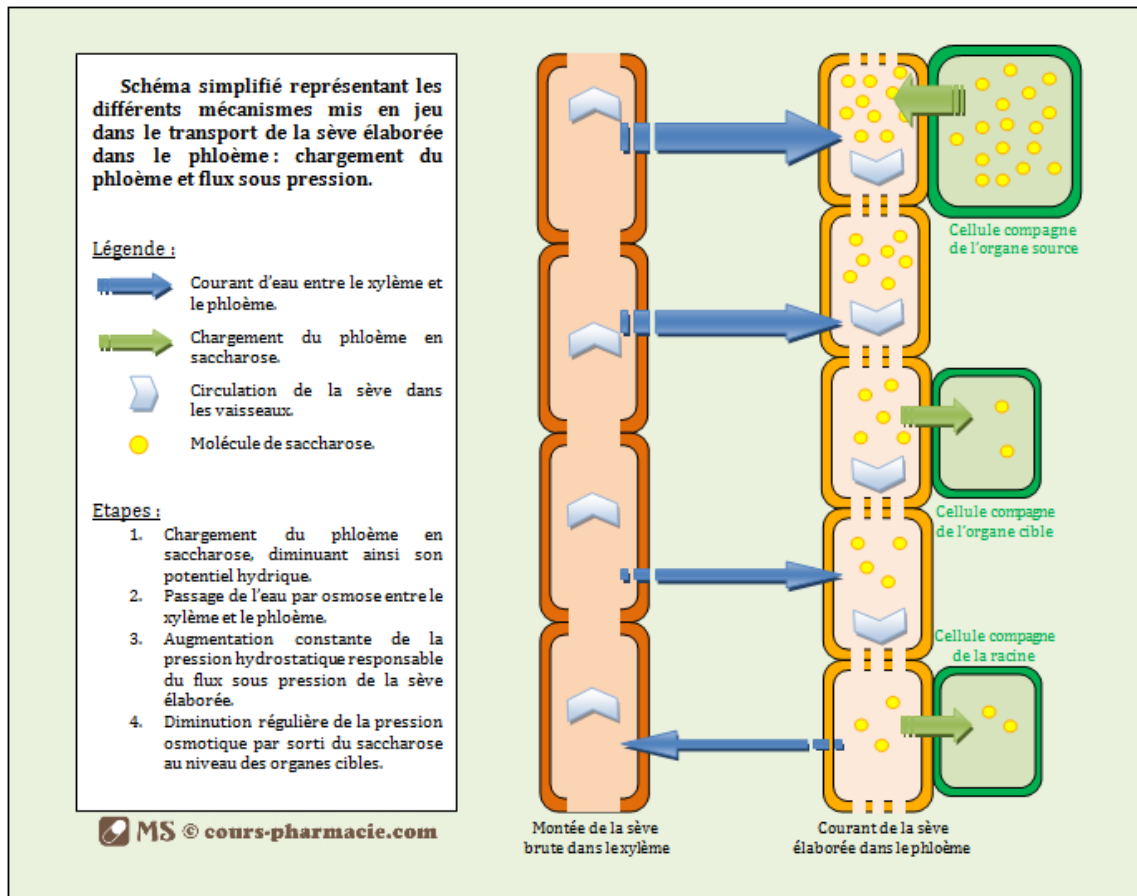 Schéma simplifié représentant les
différents mécanismes mis en jeu
dans le transport de la sève élaborée
dans le phloème : chargement du
phloème et flux sous pression.
Légende :
Courant d'eau entre le xylème et
le phloème.
Chargement du phloème en
saccharose.
Circulation de la sève dans
les vaisseaux.
Molécule de saccharose.
Etapes :
1. Chargement du phloème en
saccharose, diminuant ainsi son
potentiel hydrique.
2. Passage de l'eau par osmose entre le
xylème et le phloème.
3. Augmentation constante de la
pression hydrostatique responsable
du flux sous pression de la sève
élaborée.
4. Diminution régulière de la pression
osmotique par sorti du saccharose
au niveau des organes cibles.
MS © cours-pharmacie.com
Montée de la sève
brute dans le xylème
Courant de la sève
élaborée dans le phloème
Cellule compagne
de l'organe source
Cellule compagne
de l'organe cible
Cellule compagne
de la racine